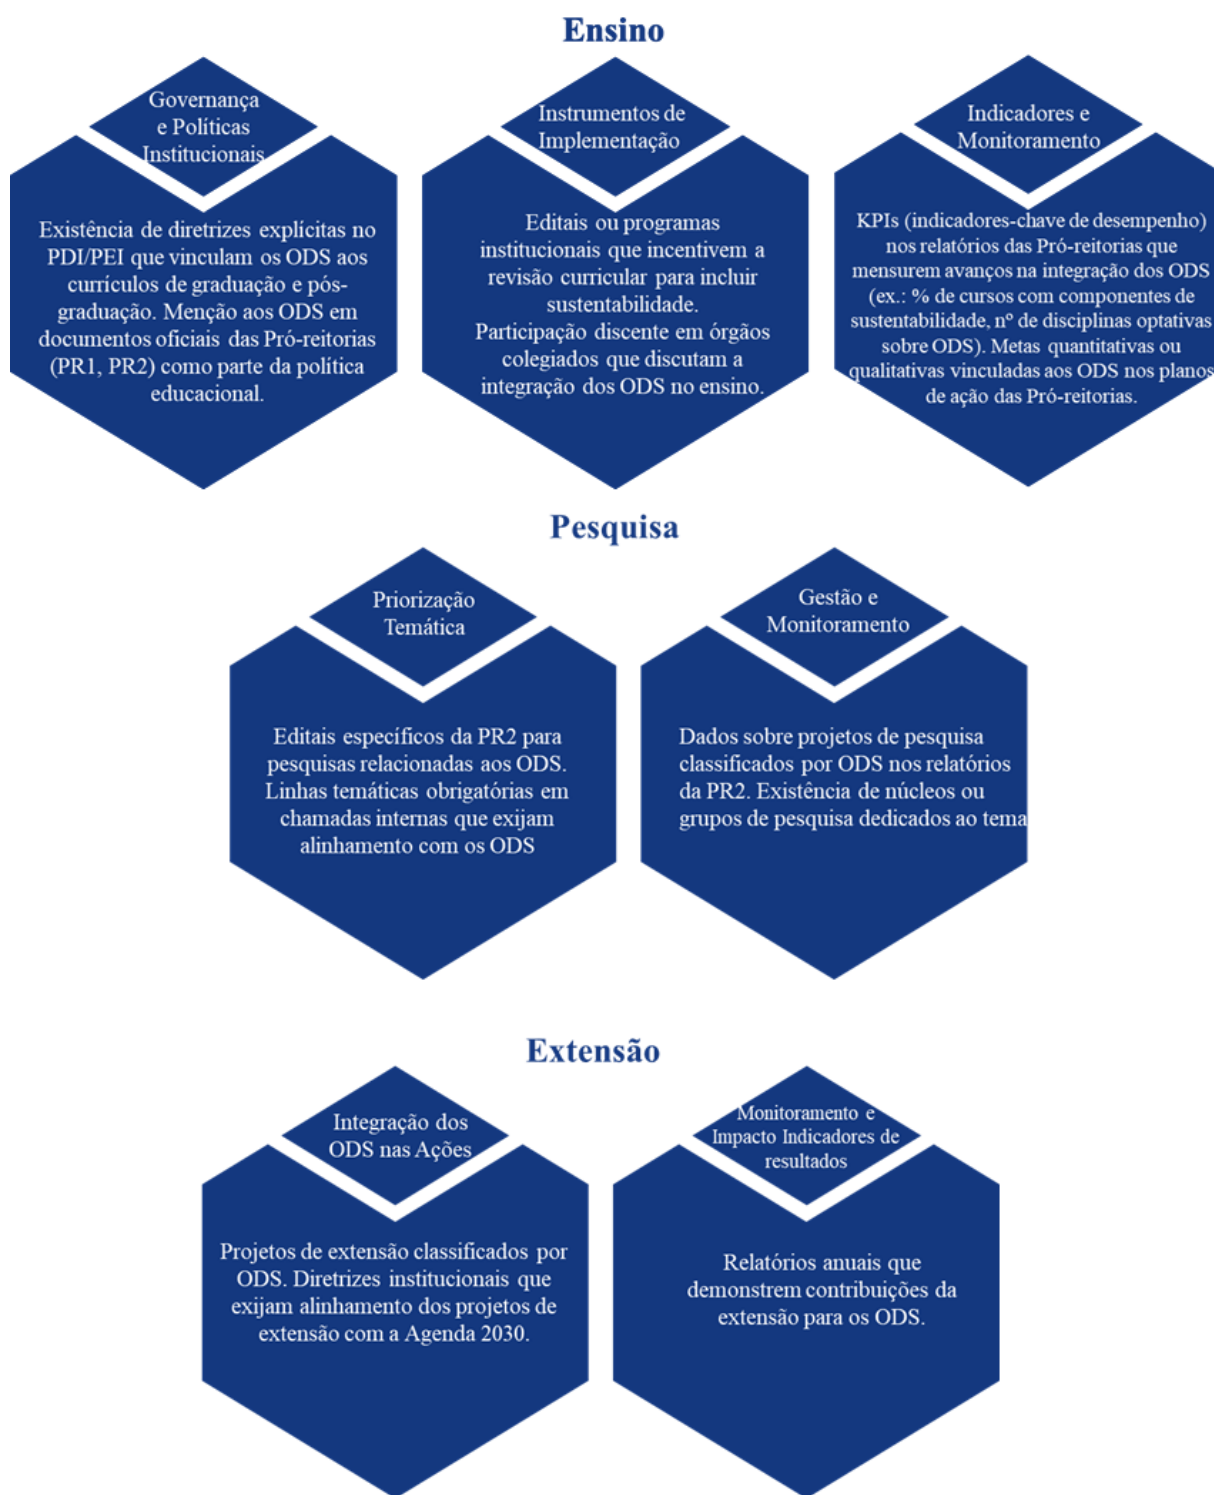 Ensino
Governança
e Políticas
Institucionais
Existência de diretrizes explícitas no
PDI/PEI que vinculam os ODS aos
currículos de graduação e pós-
graduação. Menção aos ODS em
documentos oficiais das Pró-reitorias
(PR1, PR2) como parte da política
educacional.
Instrumentos de
Implementação
Editais ou programas
institucionais que incentivem a
revisão curricular para incluir
sustentabilidade.
Participação discente em órgãos
colegiados que discutam a
integração dos ODS no ensino.
Indicadores e
Monitoramento
KPIs (indicadores-chave de desempenho)
nos relatórios das Pró-reitorias que
mensurem avanços na integração dos ODS
(ex.: % de cursos com componentes de
sustentabilidade, nº de disciplinas optativas
sobre ODS). Metas quantitativas ou
qualitativas vinculadas aos ODS nos planos
de ação das Pró-reitorias.
Pesquisa
Priorização
Temática
Editais específicos da PR2 para
pesquisas relacionadas aos ODS.
Linhas temáticas obrigatórias em
chamadas internas que exijam
alinhamento com os ODS
Gestão e
Monitoramento
Dados sobre projetos de pesquisa
classificados por ODS nos relatórios
da PR2. Existência de núcleos ou
grupos de pesquisa dedicados ao tema
Extensão
Integração dos
ODS nas Ações
Projetos de extensão classificados por
ODS. Diretrizes institucionais que
exijam alinhamento dos projetos de
extensão com a Agenda 2030.
Monitoramento e
Impacto Indicadores de
resultados
Relatórios anuais que
demonstrem contribuições da
extensão para os ODS.